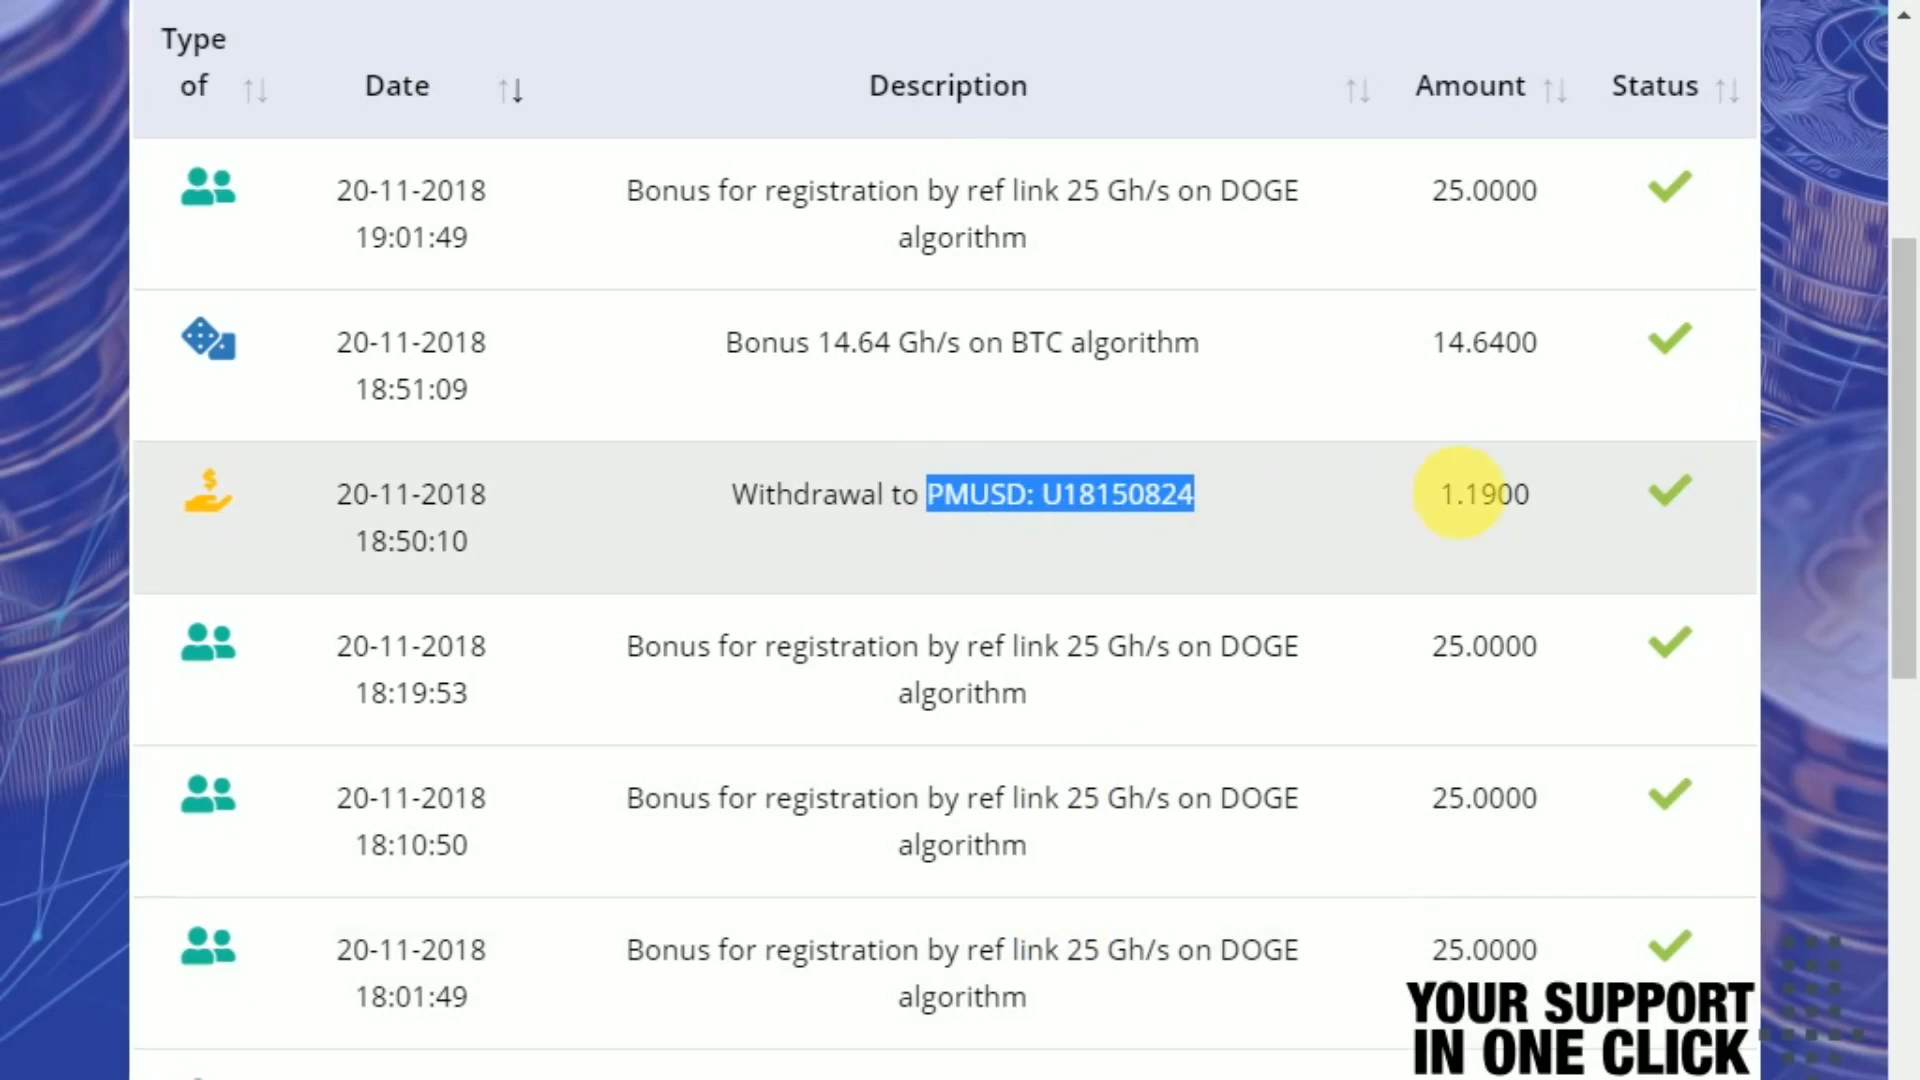 Type
of
Date
Description
Amount
Status
20-11-2018
19:01:49
Bonus for registration by ref link 25 Gh/s on DOGE
algorithm
25.0000
20-11-2018
18:51:09
Bonus 14.64 Gh/s on BTC algorithm
14.6400
20-11-2018
18:50:10
Withdrawal to PMUSD: U18150824
1.1900
20-11-2018
18:19:53
Bonus for registration by ref link 25 Gh/s on DOGE
algorithm
25.0000
20-11-2018
18:10:50
Bonus for registration by ref link 25 Gh/s on DOGE
algorithm
25.0000
20-11-2018
18:01:49
Bonus for registration by ref link 25 Gh/s on DOGE
algorithm
25.0000
YOUR SUPPORT
IN ONE CLICK